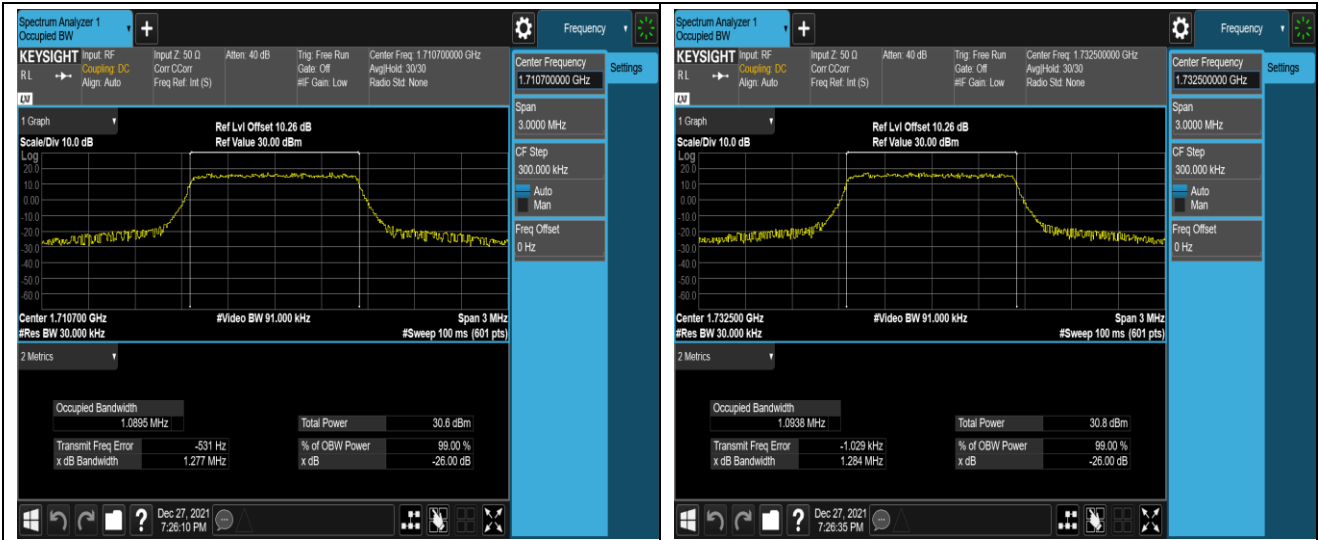 Spectrum Analyzer 1
Occupied BW
Frequency
KEYSIGHT Input: RF Input Z: 50 Ω Atten: 40 dB Trig: Free Run Center Freq: 1.710700000 GHz
RL Coupling: DC Corr CCorr Gate: Off Avg|Hold: 30/30
Align: Auto Freq Ref: Int (S) #IF Gain: Low Radio Std: None
Center Frequency
1.710700000 GHz
Settings
Span
3.0000 MHz
CF Step
300.000 kHz
Auto
Man
Freq Offset
0 Hz
1 Graph
Ref Lvl Offset 10.26 dB
Scale/Div 10.0 dB Ref Value 30.00 dBm
Log
20.0
10.0
0.00
-10.0
-20.0
-30.0
-40.0
-50.0
-60.0
Center 1.710700 GHz #Video BW 91.000 kHz Span 3 MHz
#Res BW 30.000 kHz #Sweep 100 ms (601 pts)
2 Metrics
Occupied Bandwidth
1.0895 MHz Total Power 30.6 dBm
Transmit Freq Error -531 Hz % of OBW Power 99.00 %
x dB Bandwidth 1.277 MHz x dB -26.00 dB
Dec 27, 2021
7:26:10 PM
Spectrum Analyzer 1
Occupied BW
Frequency
KEYSIGHT Input: RF Input Z: 50 Ω Atten: 40 dB Trig: Free Run Center Freq: 1.732500000 GHz
RL Coupling: DC Corr CCorr Gate: Off Avg|Hold: 30/30
Align: Auto Freq Ref: Int (S) #IF Gain: Low Radio Std: None
Center Frequency
1.732500000 GHz
Settings
Span
3.0000 MHz
CF Step
300.000 kHz
Auto
Man
Freq Offset
0 Hz
1 Graph
Ref Lvl Offset 10.26 dB
Scale/Div 10.0 dB Ref Value 30.00 dBm
Log
20.0
10.0
0.00
-10.0
-20.0
-30.0
-40.0
-50.0
-60.0
Center 1.732500 GHz #Video BW 91.000 kHz Span 3 MHz
#Res BW 30.000 kHz #Sweep 100 ms (601 pts)
2 Metrics
Occupied Bandwidth
1.0938 MHz Total Power 30.8 dBm
Transmit Freq Error -1.029 kHz % of OBW Power 99.00 %
x dB Bandwidth 1.284 MHz x dB -26.00 dB
Dec 27, 2021
7:26:35 PM